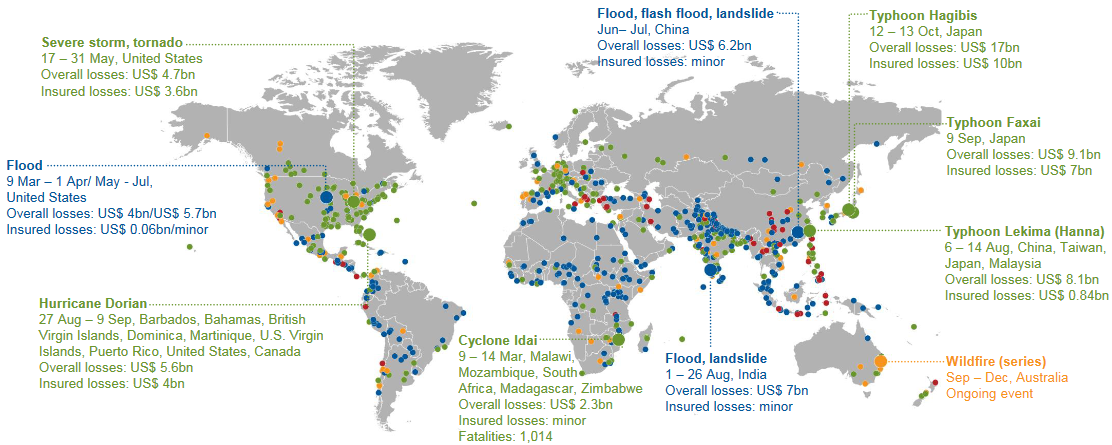 Severe storm, tornado
17 – 31 May, United States
Overall losses: US$ 4.7bn
Insured losses: US$ 3.6bn
Flood, flash flood, landslide
Jun– Jul, China
Overall losses: US$ 6.2bn
Insured losses: minor
Typhoon Hagibis
12 – 13 Oct, Japan
Overall losses: US$ 17bn
Insured losses: US$ 10bn
Typhoon Faxai
9 Sep, Japan
Overall losses: US$ 9.1bn
Insured losses: US$ 7bn
Flood
9 Mar – 1 Apr/ May - Jul,
United States
Overall losses: US$ 4bn/US$ 5.7bn
Insured losses: US$ 0.06bn/minor
Typhoon Lekima (Hanna)
6 – 14 Aug, China, Taiwan,
Japan, Malaysia
Overall losses: US$ 8.1bn
Insured losses: US$ 0.84bn
Hurricane Dorian
27 Aug – 9 Sep, Barbados, Bahamas, British
Virgin Islands, Dominica, Martinique, U.S. Virgin
Islands, Puerto Rico, United States, Canada
Overall losses: US$ 5.6bn
Insured losses: US$ 4bn
Cyclone Idai
9 – 14 Mar, Malawi,
Mozambique, South
Africa, Madagascar, Zimbabwe
Overall losses: US$ 2.3bn
Insured losses: minor
Fatalities: 1,014
Flood, landslide
1 – 26 Aug, India
Overall losses: US$ 7bn
Insured losses: minor
Wildfire (series)
Sep – Dec, Australia
Ongoing event